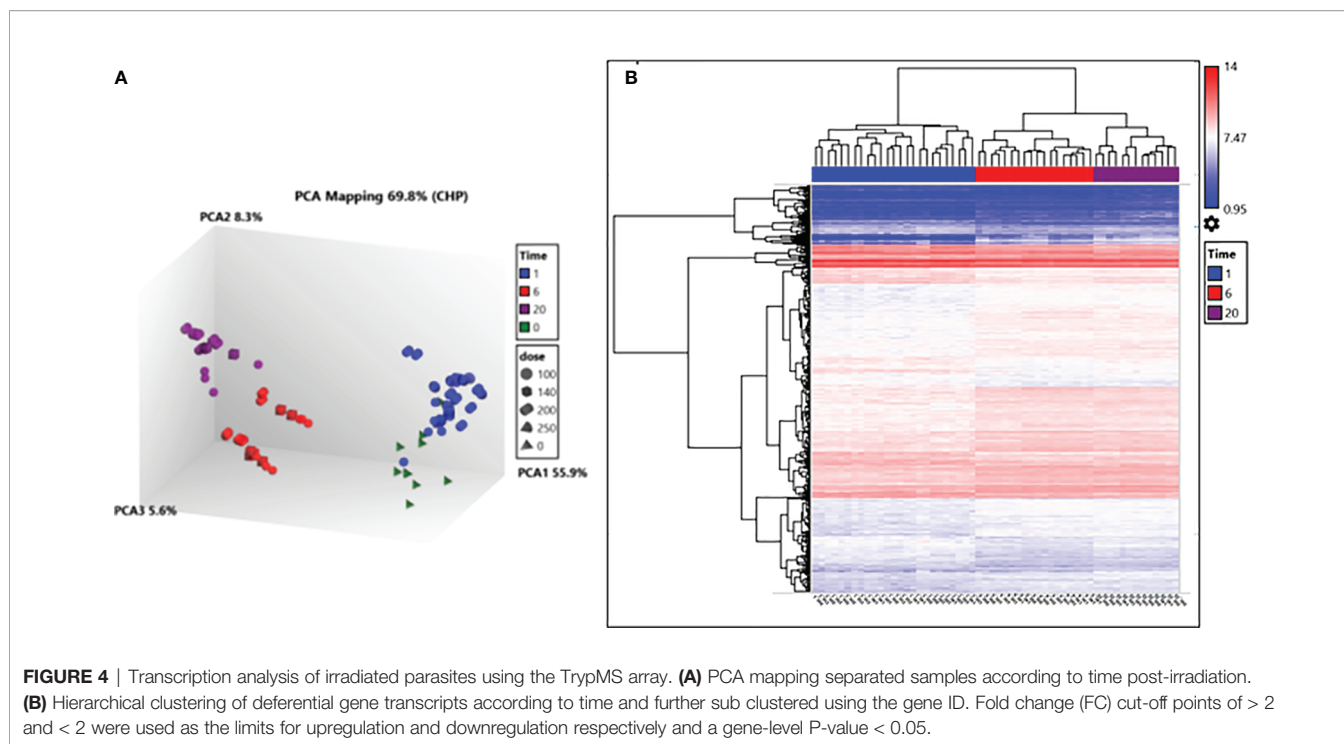 A
PCA Mapping 69.8% (CHP)
PCA2 8.3%
PCA1 55.9%
PCA3 5.6%
Time
1
6
20
0
dose
100
140
200
250
0
B
14
7.47
0.95
Time
1
6
20
FIGURE 4 | Transcription analysis of irradiated parasites using the TrypMS array. (A) PCA mapping separated samples according to time post-irradiation.
(B) Hierarchical clustering of deferential gene transcripts according to time and further sub clustered using the gene ID. Fold change (FC) cut-off points of > 2
and < 2 were used as the limits for upregulation and downregulation respectively and a gene-level P-value < 0.05.